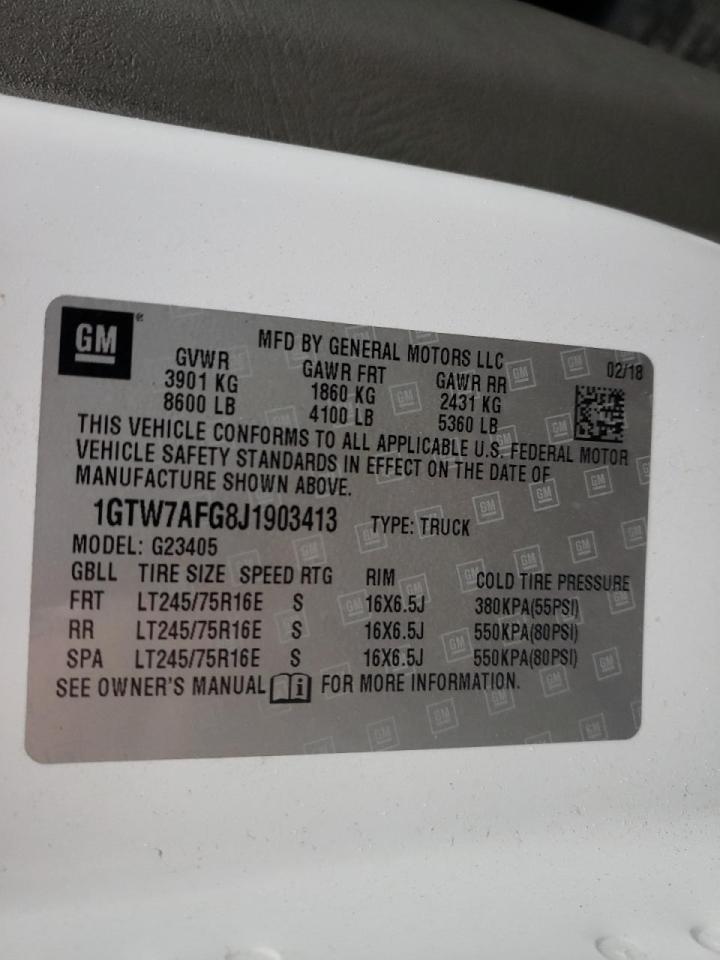 GM®
MFD BY GENERAL MOTORS LLC
02/18
GVWR GAWR FRT GAWR RR
3901 KG 1860 KG 2431 KG
8600 LB 4100 LB 5360 LB
THIS VEHICLE CONFORMS TO ALL APPLICABLE U.S. FEDERAL MOTOR
VEHICLE SAFETY STANDARDS IN EFFECT ON THE DATE OF
MANUFACTURE SHOWN ABOVE.
1GTW7AFG8J1903413 TYPE: TRUCK
MODEL: G23405
GBLL TIRE SIZE SPEED RTG RIM COLD TIRE PRESSURE
FRT LT245/75R16E S 16X6.5J 380KPA(55PSI)
RR LT245/75R16E S 16X6.5J 550KPA(80PSI)
SPA LT245/75R16E S 16X6.5J 550KPA(80PSI)
SEE OWNER'S MANUAL i FOR MORE INFORMATION.